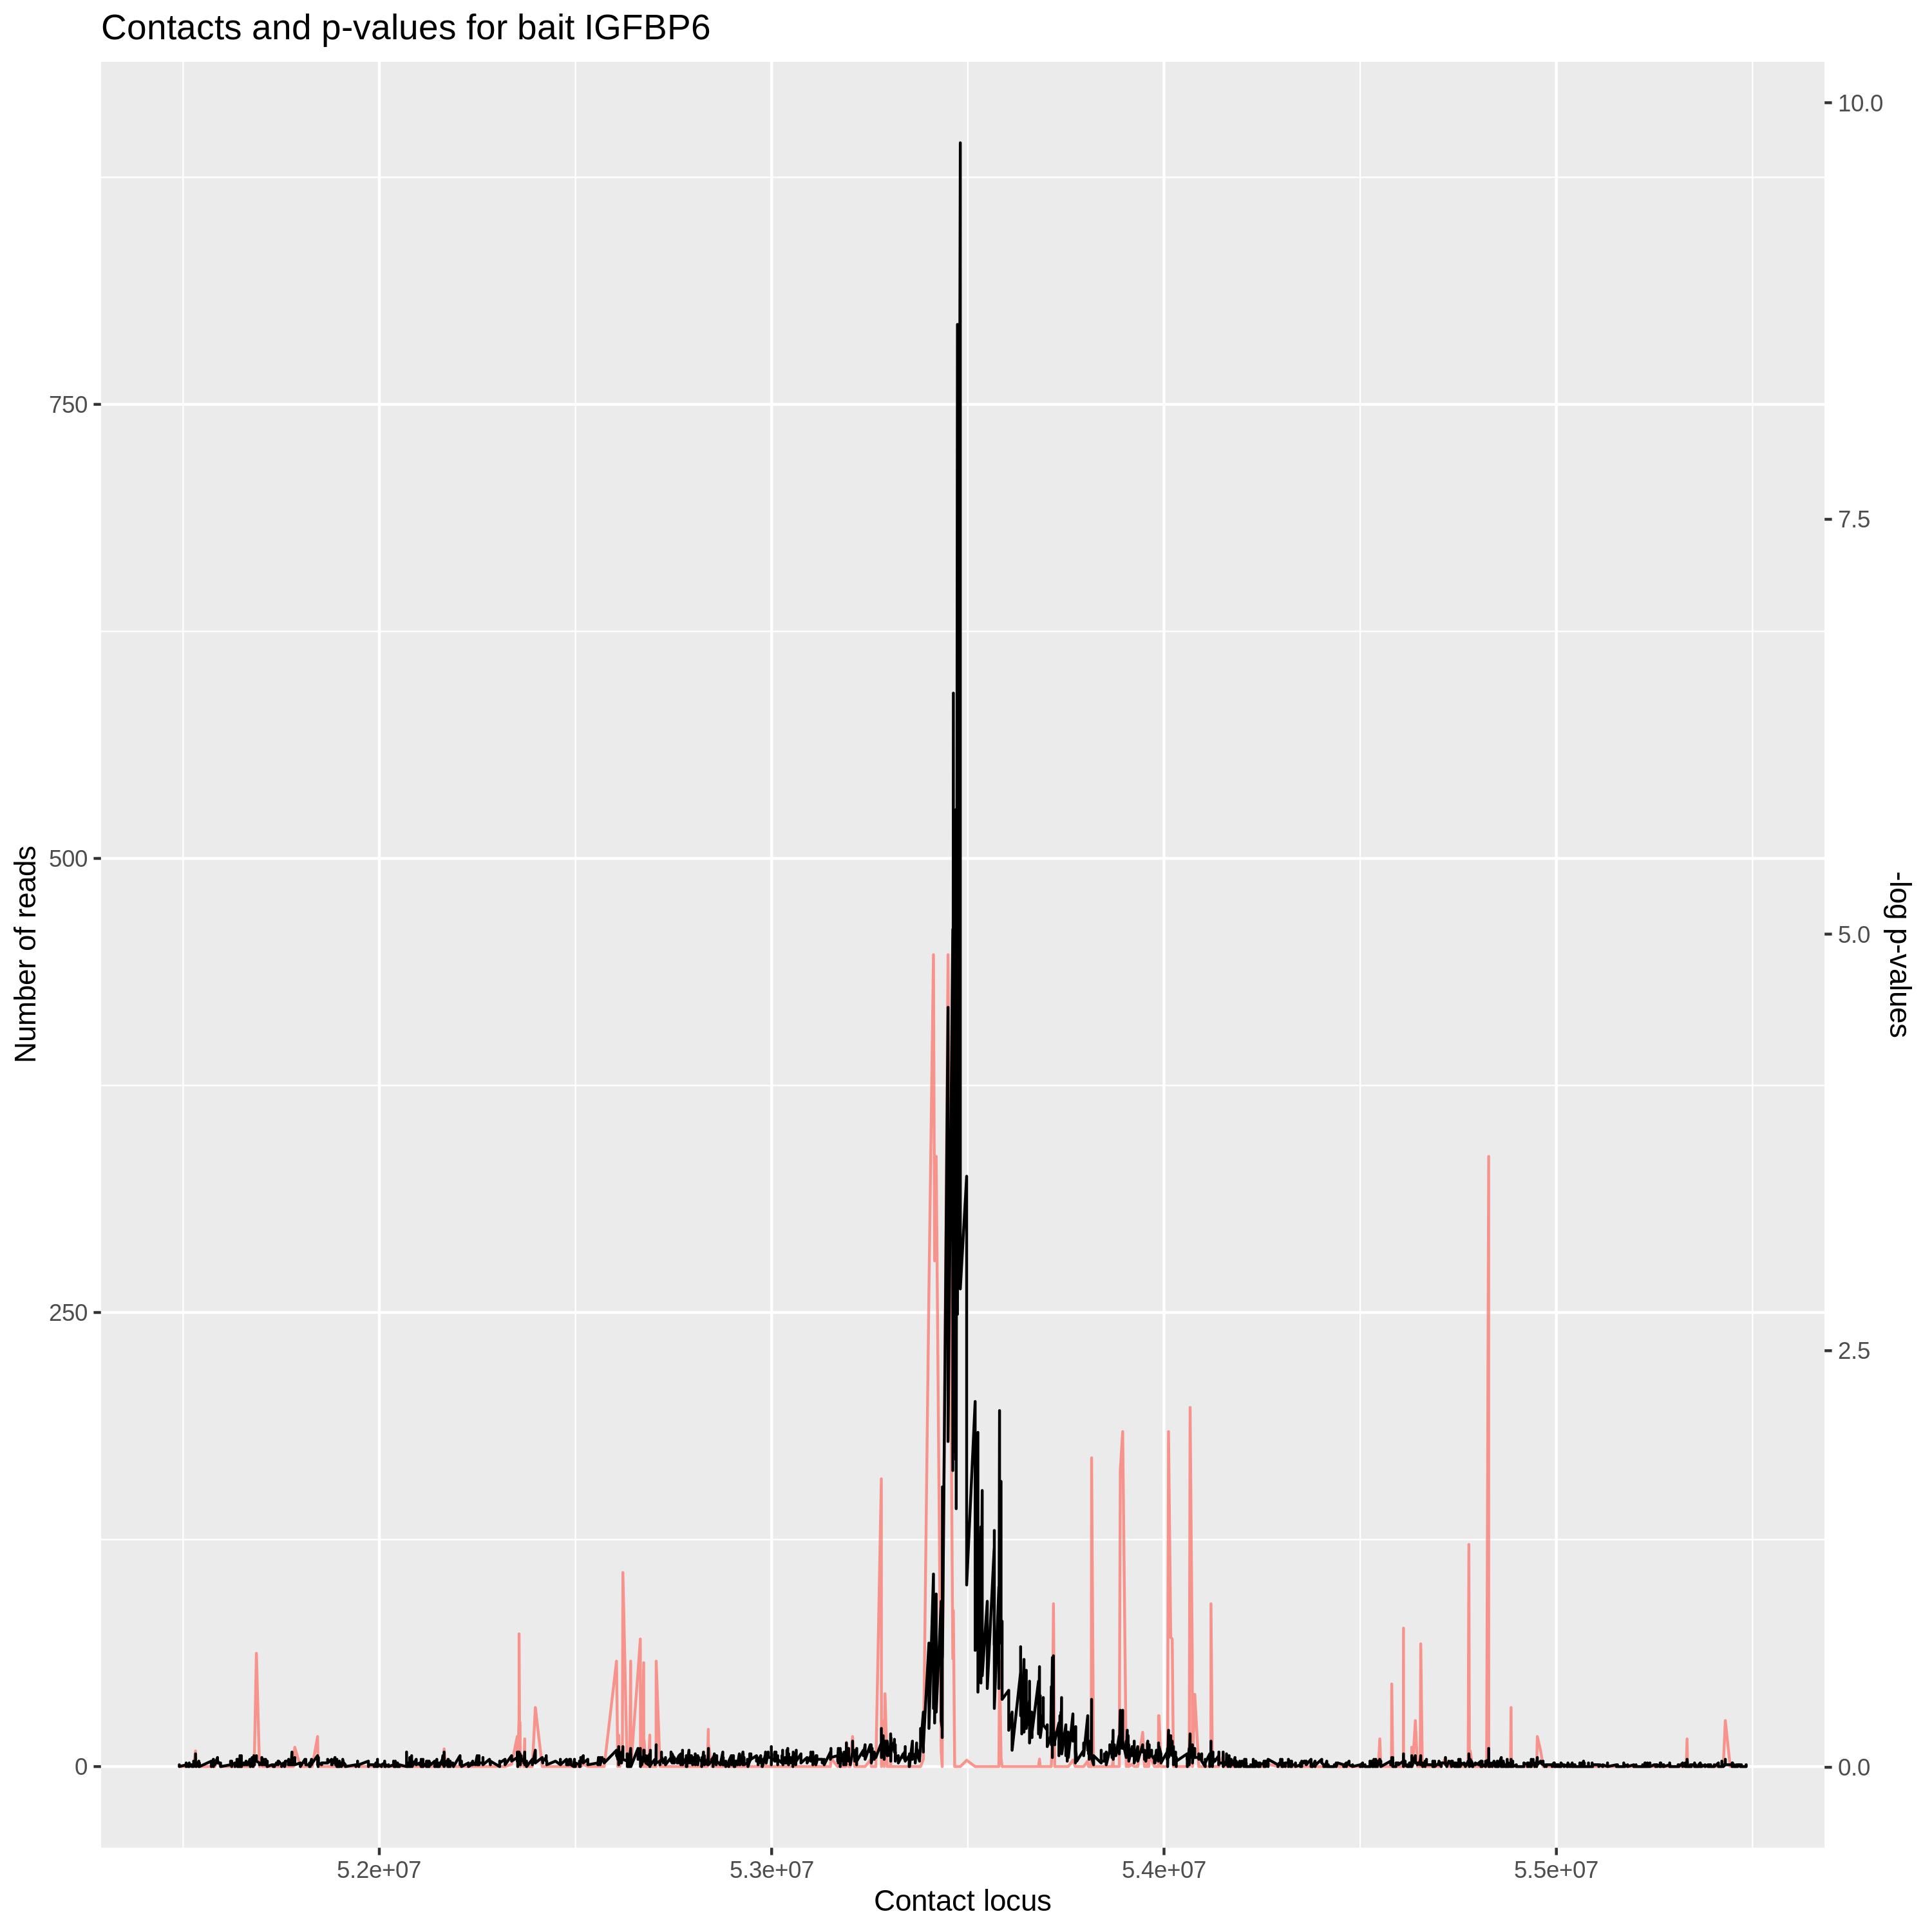 Contacts and p-values for bait IGFBP6
Number of reads
750
500
250
0
10.0
7.5
5.0
2.5
0.0
-log p-values
5.2e+07
5.3e+07
5.4e+07
5.5e+07
Contact locus